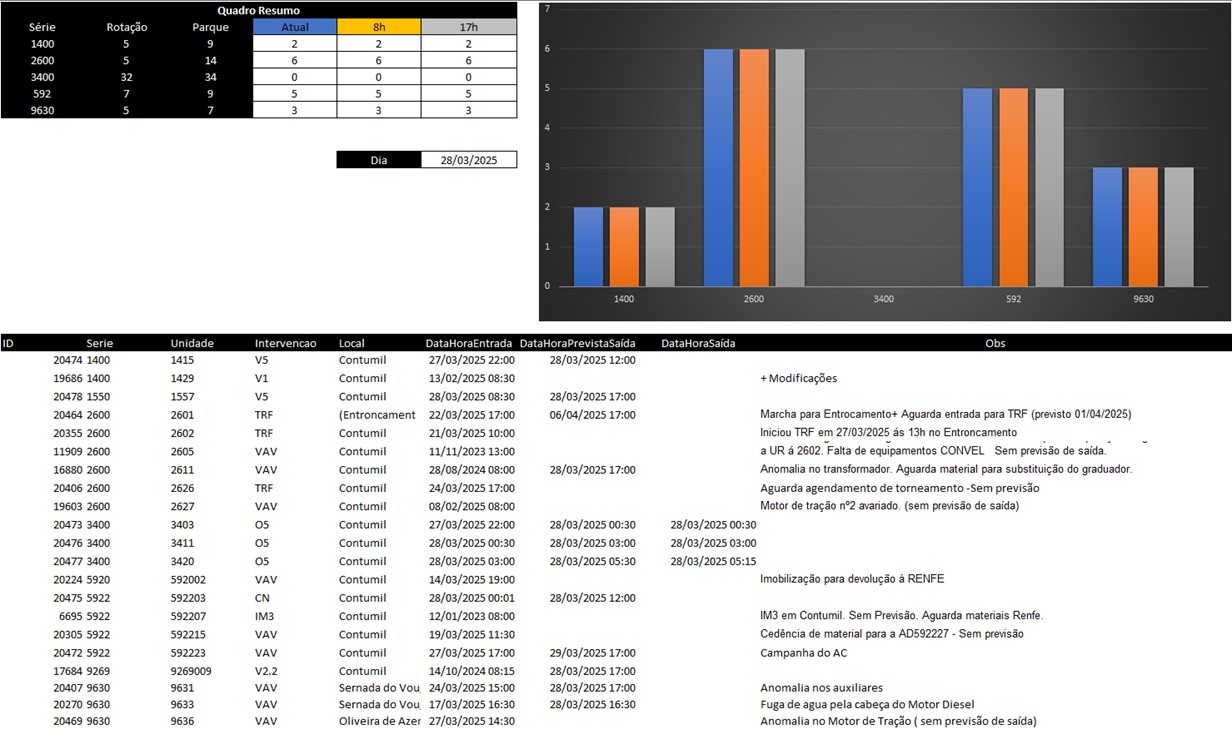 Quadro Resumo
Série Rotação Parque Atual 8h 17h
1400 5 9 2 2 2
2600 5 14 6 6 6
3400 32 34 0 0 0
592 7 9 5 5 5
9630 5 7 3 3 3
Dia 28/03/2025
7
6
5
4
3
2
1
0
1400 2600 3400 592 9630
ID Serie Unidade Intervencao Local DataHoraEntrada DataHoraPrevistaSaída DataHoraSaída Obs
20474 1400 1415 V5 Contumil 27/03/2025 22:00 28/03/2025 12:00
19686 1400 1429 V1 Contumil 13/02/2025 08:30 + Modificações
20478 1550 1557 V5 Contumil 28/03/2025 08:30 28/03/2025 17:00
20464 2600 2601 TRF (Entroncament 22/03/2025 17:00 06/04/2025 17:00 Marcha para Entrocamento+ Aguarda entrada para TRF (previsto 01/04/2025)
20355 2600 2602 TRF Contumil 21/03/2025 10:00 Iniciou TRF em 27/03/2025 ás 13h no Entroncamento
11909 2600 2605 VAV Contumil 11/11/2023 13:00 a UR á 2602. Falta de equipamentos CONVEL Sem previsão de saída.
16880 2600 2611 VAV Contumil 28/08/2024 08:00 28/03/2025 17:00 Anomalia no transformador. Aguarda material para substituição do graduador.
20406 2600 2626 TRF Contumil 24/03/2025 17:00 Aguarda agendamento de torneamento -Sem previsão
19603 2600 2627 VAV Contumil 08/02/2025 08:00 Motor de tração nº2 avariado. (sem previsão de saída)
20473 3400 3403 O5 Contumil 27/03/2025 22:00 28/03/2025 00:30 28/03/2025 00:30
20476 3400 3411 O5 Contumil 28/03/2025 00:30 28/03/2025 03:00 28/03/2025 03:00
20477 3400 3420 O5 Contumil 28/03/2025 03:00 28/03/2025 05:30 28/03/2025 05:15
20224 5920 592002 VAV Contumil 14/03/2025 19:00 Imobilização para devolução à RENFE
20475 5922 592203 CN Contumil 28/03/2025 00:01 28/03/2025 12:00
6695 5922 592207 IM3 Contumil 12/01/2023 08:00 IM3 em Contumil. Sem Previsão. Aguarda materiais Renfe.
20305 5922 592215 VAV Contumil 19/03/2025 11:30 Cedência de material para a AD592227 - Sem previsão
20472 5922 592223 VAV Contumil 27/03/2025 17:00 29/03/2025 17:00 Campanha do AC
17684 9269 9269009 V2.2 Contumil 14/10/2024 08:15 28/03/2025 17:00
20407 9630 9631 VAV Sernada do Vou 24/03/2025 15:00 28/03/2025 17:00 Anomalia nos auxiliares
20270 9630 9633 VAV Sernada do Vou 17/03/2025 16:30 28/03/2025 16:30 Fuga de agua pela cabeça do Motor Diesel
20469 9630 9636 VAV Oliveira de Azer 27/03/2025 14:30 Anomalia no Motor de Tração ( sem previsão de saída)